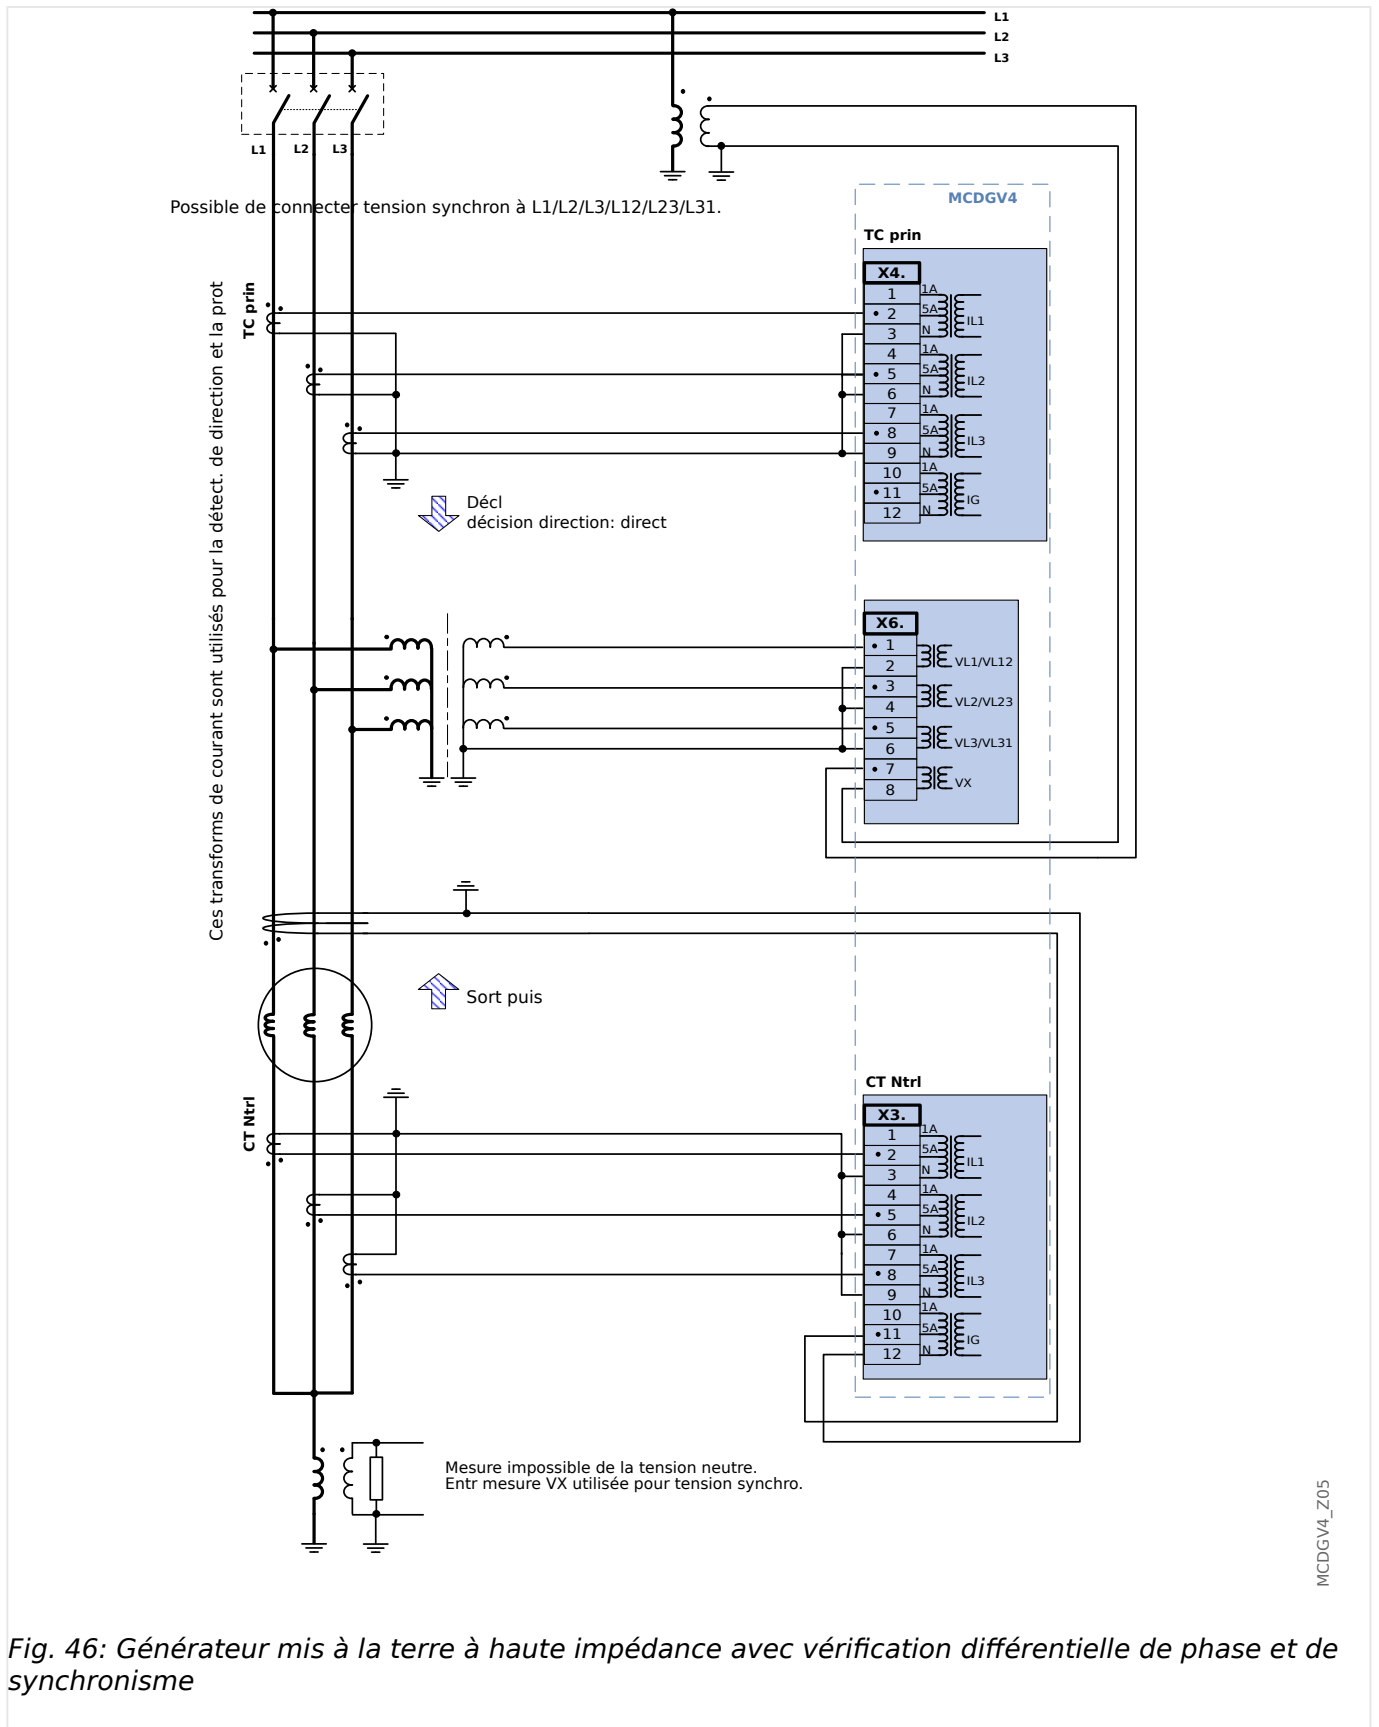 L1
L2
L3
L1
L2
L3
Possible de connecter tension synchron à L1/L2/L3/L12/L23/L31.
MCDGV4
TC prin
X4.
1 1A
2 5A
3 N
IL1
4 1A
5 5A
6 N
IL2
7 1A
8 5A
9 N
IL3
10 1A
11 5A
12 N
IG
TC prin
Ces transforms de courant sont utilisés pour la détect. de direction et la prot
Décl
décision direction: direct
X6.
1
2
VL1/VL12
3
4
VL2/VL23
5
6
VL3/VL31
7
8
VX
Sort puis
CT Ntrl
CT Ntrl
X3.
1 1A
2 5A
3 N
IL1
4 1A
5 5A
6 N
IL2
7 1A
8 5A
9 N
IL3
10 1A
11 5A
12 N
IG
Mesure impossible de la tension neutre.
Entr mesure VX utilisée pour tension synchro.
MCDGV4_Z05
Fig. 46: Générateur mis à la terre à haute impédance avec vérification différentielle de phase et de
synchronisme